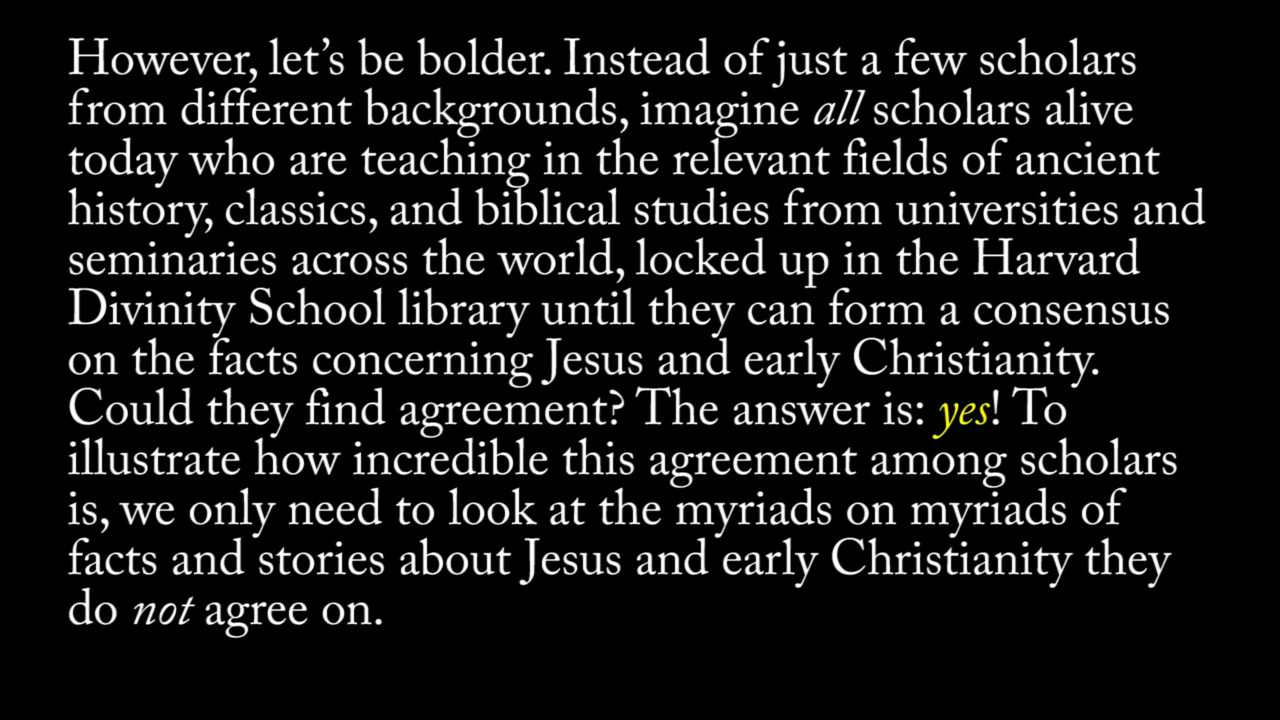 However, let’s be bolder. Instead of just a few scholars
from different backgrounds, imagine all scholars alive
today who are teaching in the relevant fields of ancient
history, classics, and biblical studies from universities and
seminaries across the world, locked up in the Harvard
Divinity School library until they can form a consensus
on the facts concerning Jesus and early Christianity.
Could they find agreement? The answer is: yes! To
illustrate how incredible this agreement among scholars
is, we only need to look at the myriads on myriads of
facts and stories about Jesus and early Christianity they
do not agree on.